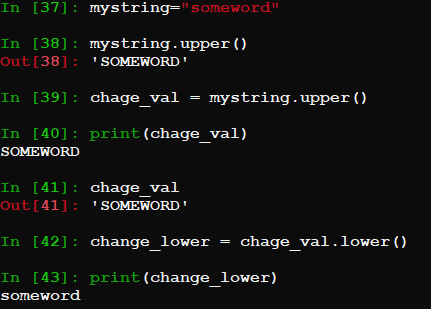 In [37]: mystring="someword"
In [38]: mystring.upper()
Out[38]: 'SOMEWORD'
In [39]: chage_val = mystring.upper()
In [40]: print(chage_val)
SOMEWORD
In [41]: chage_val
Out[41]: 'SOMEWORD'
In [42]: change_lower = chage_val.lower()
In [43]: print(change_lower)
someword